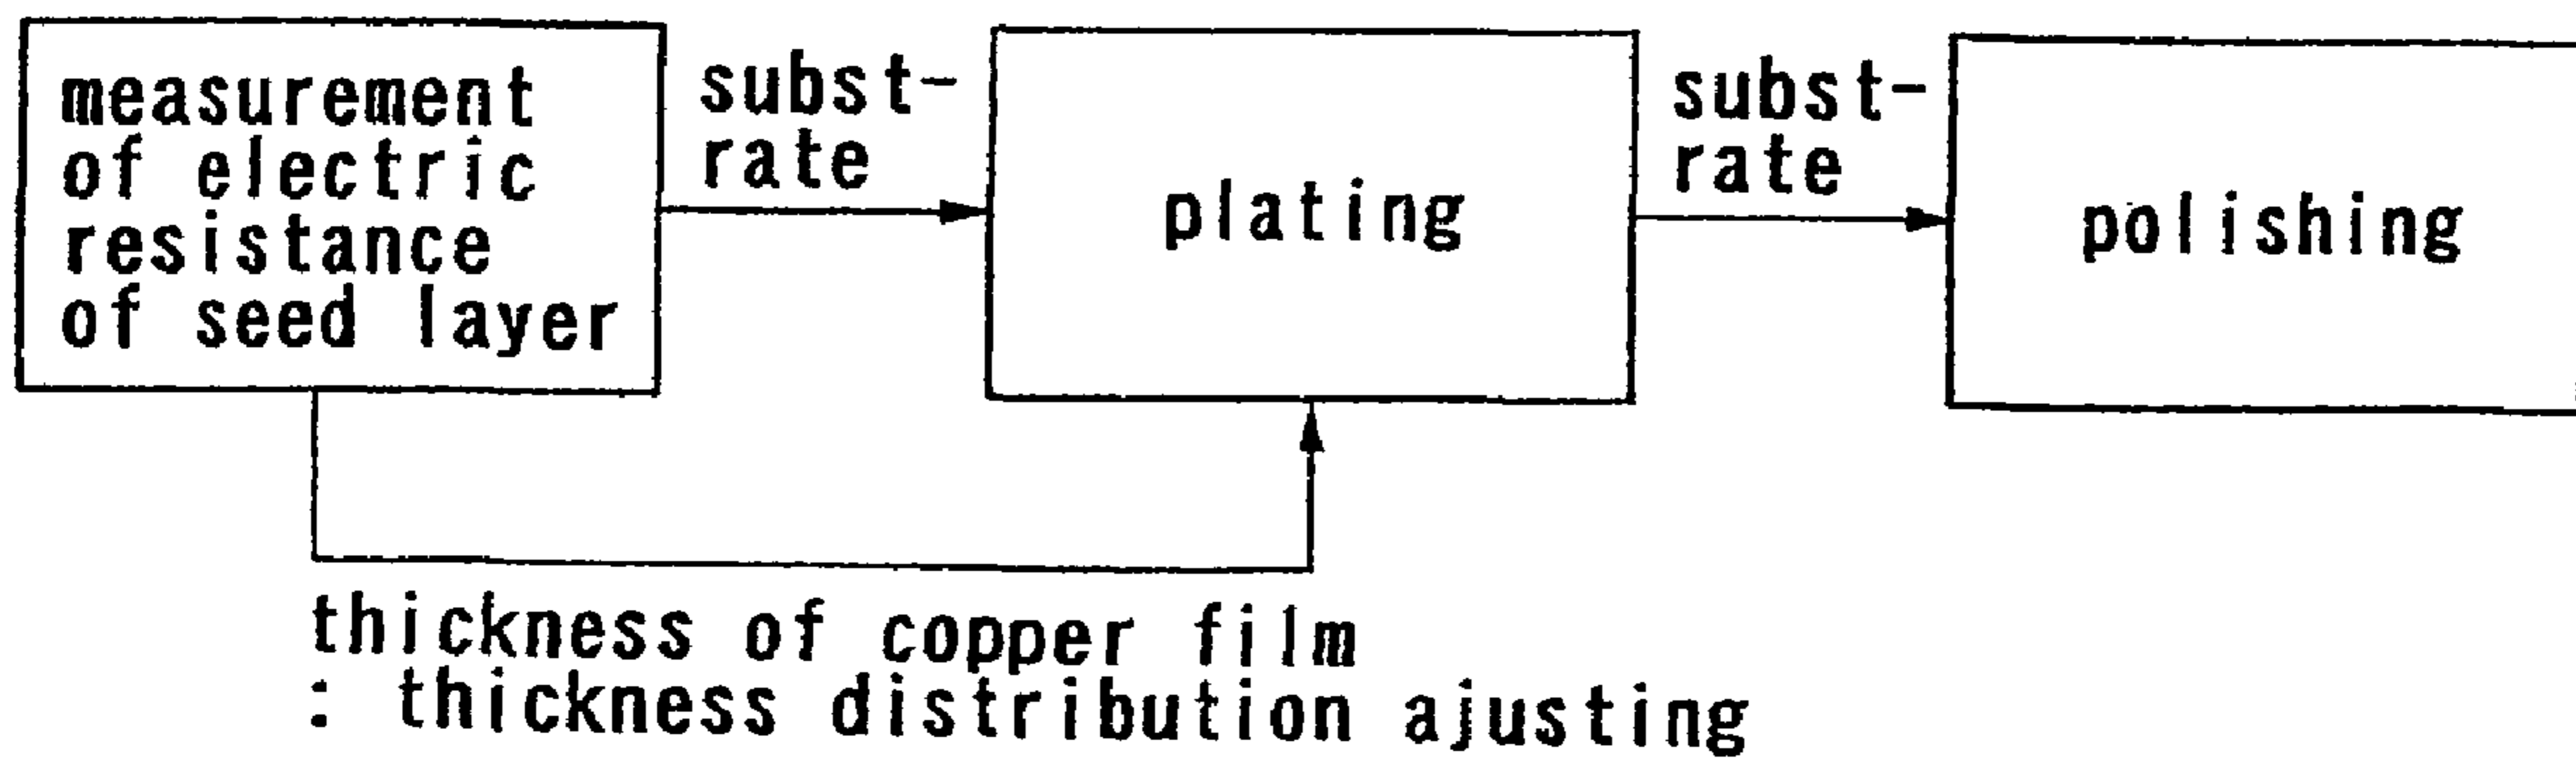 measurement
of electric
resistance
of seed layer
subst-
rate
plating
subst-
rate
polishing
thickness of copper film
: thickness distribution ajusting